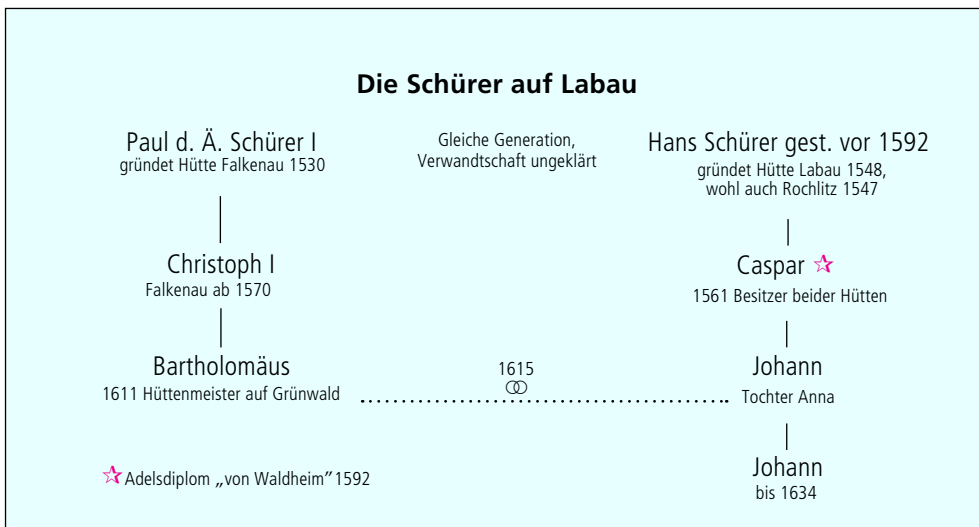 Die Schürer auf Labau
Paul d. Ä. Schürer I
gründet Hütte Falkenau 1530
Gleiche Generation,
Verwandtschaft ungeklärt
Hans Schürer gest. vor 1592
gründet Hütte Labau 1548,
wohl auch Rochlitz 1547
Christoph I
Falkenau ab 1570
Caspar ✰
1561 Besitzer beider Hütten
Bartholomäus
1611 Hüttenmeister auf Grünwald
1615
Johann
Tochter Anna
Johann
bis 1634
✰ Adelsdiplom „von Waldheim" 1592